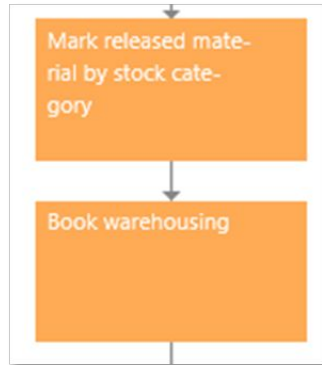 Mark released mate-
rial by stock cate-
gory
Book warehousing